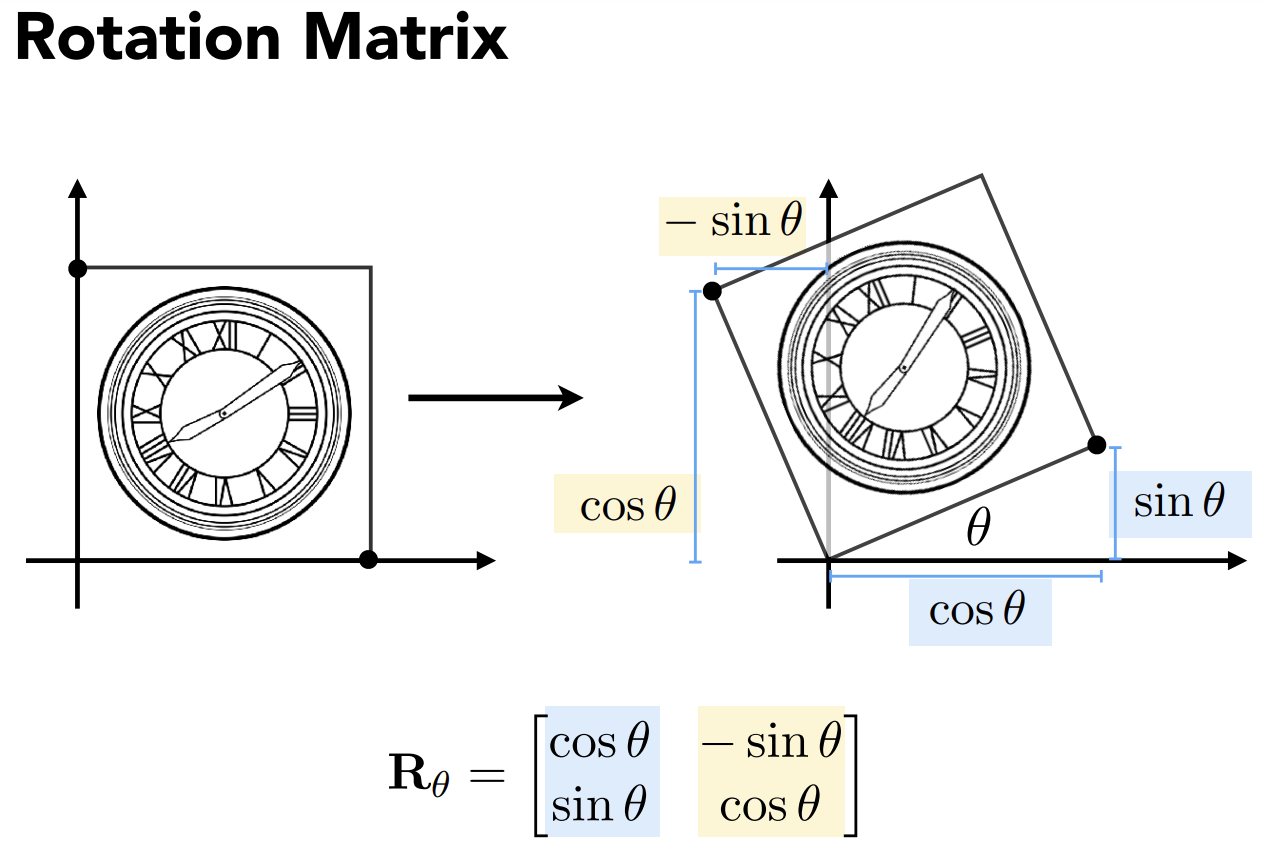 Rotation Matrix
− sin θ
cos θ
θ
sin θ
cos θ
R_θ = [cos θ − sin θ
sin θ cos θ]